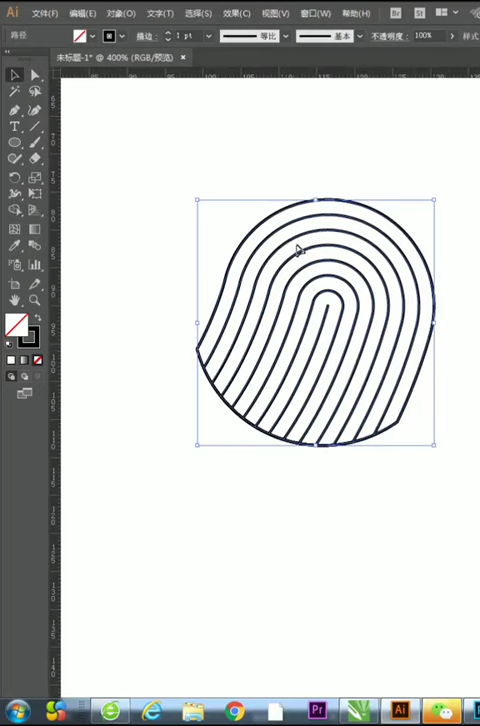 Ai 文件(F) 编辑(E) 对象(O) 文字(T) 选择(S) 效果(C) 视图(V) 窗口(W) 帮助(H) Br St
路径 描边: 1 pt 等比 基本 不透明度: 100% 样式
未标题-1* @ 400% (RGB/预览) ×
Pr Ai